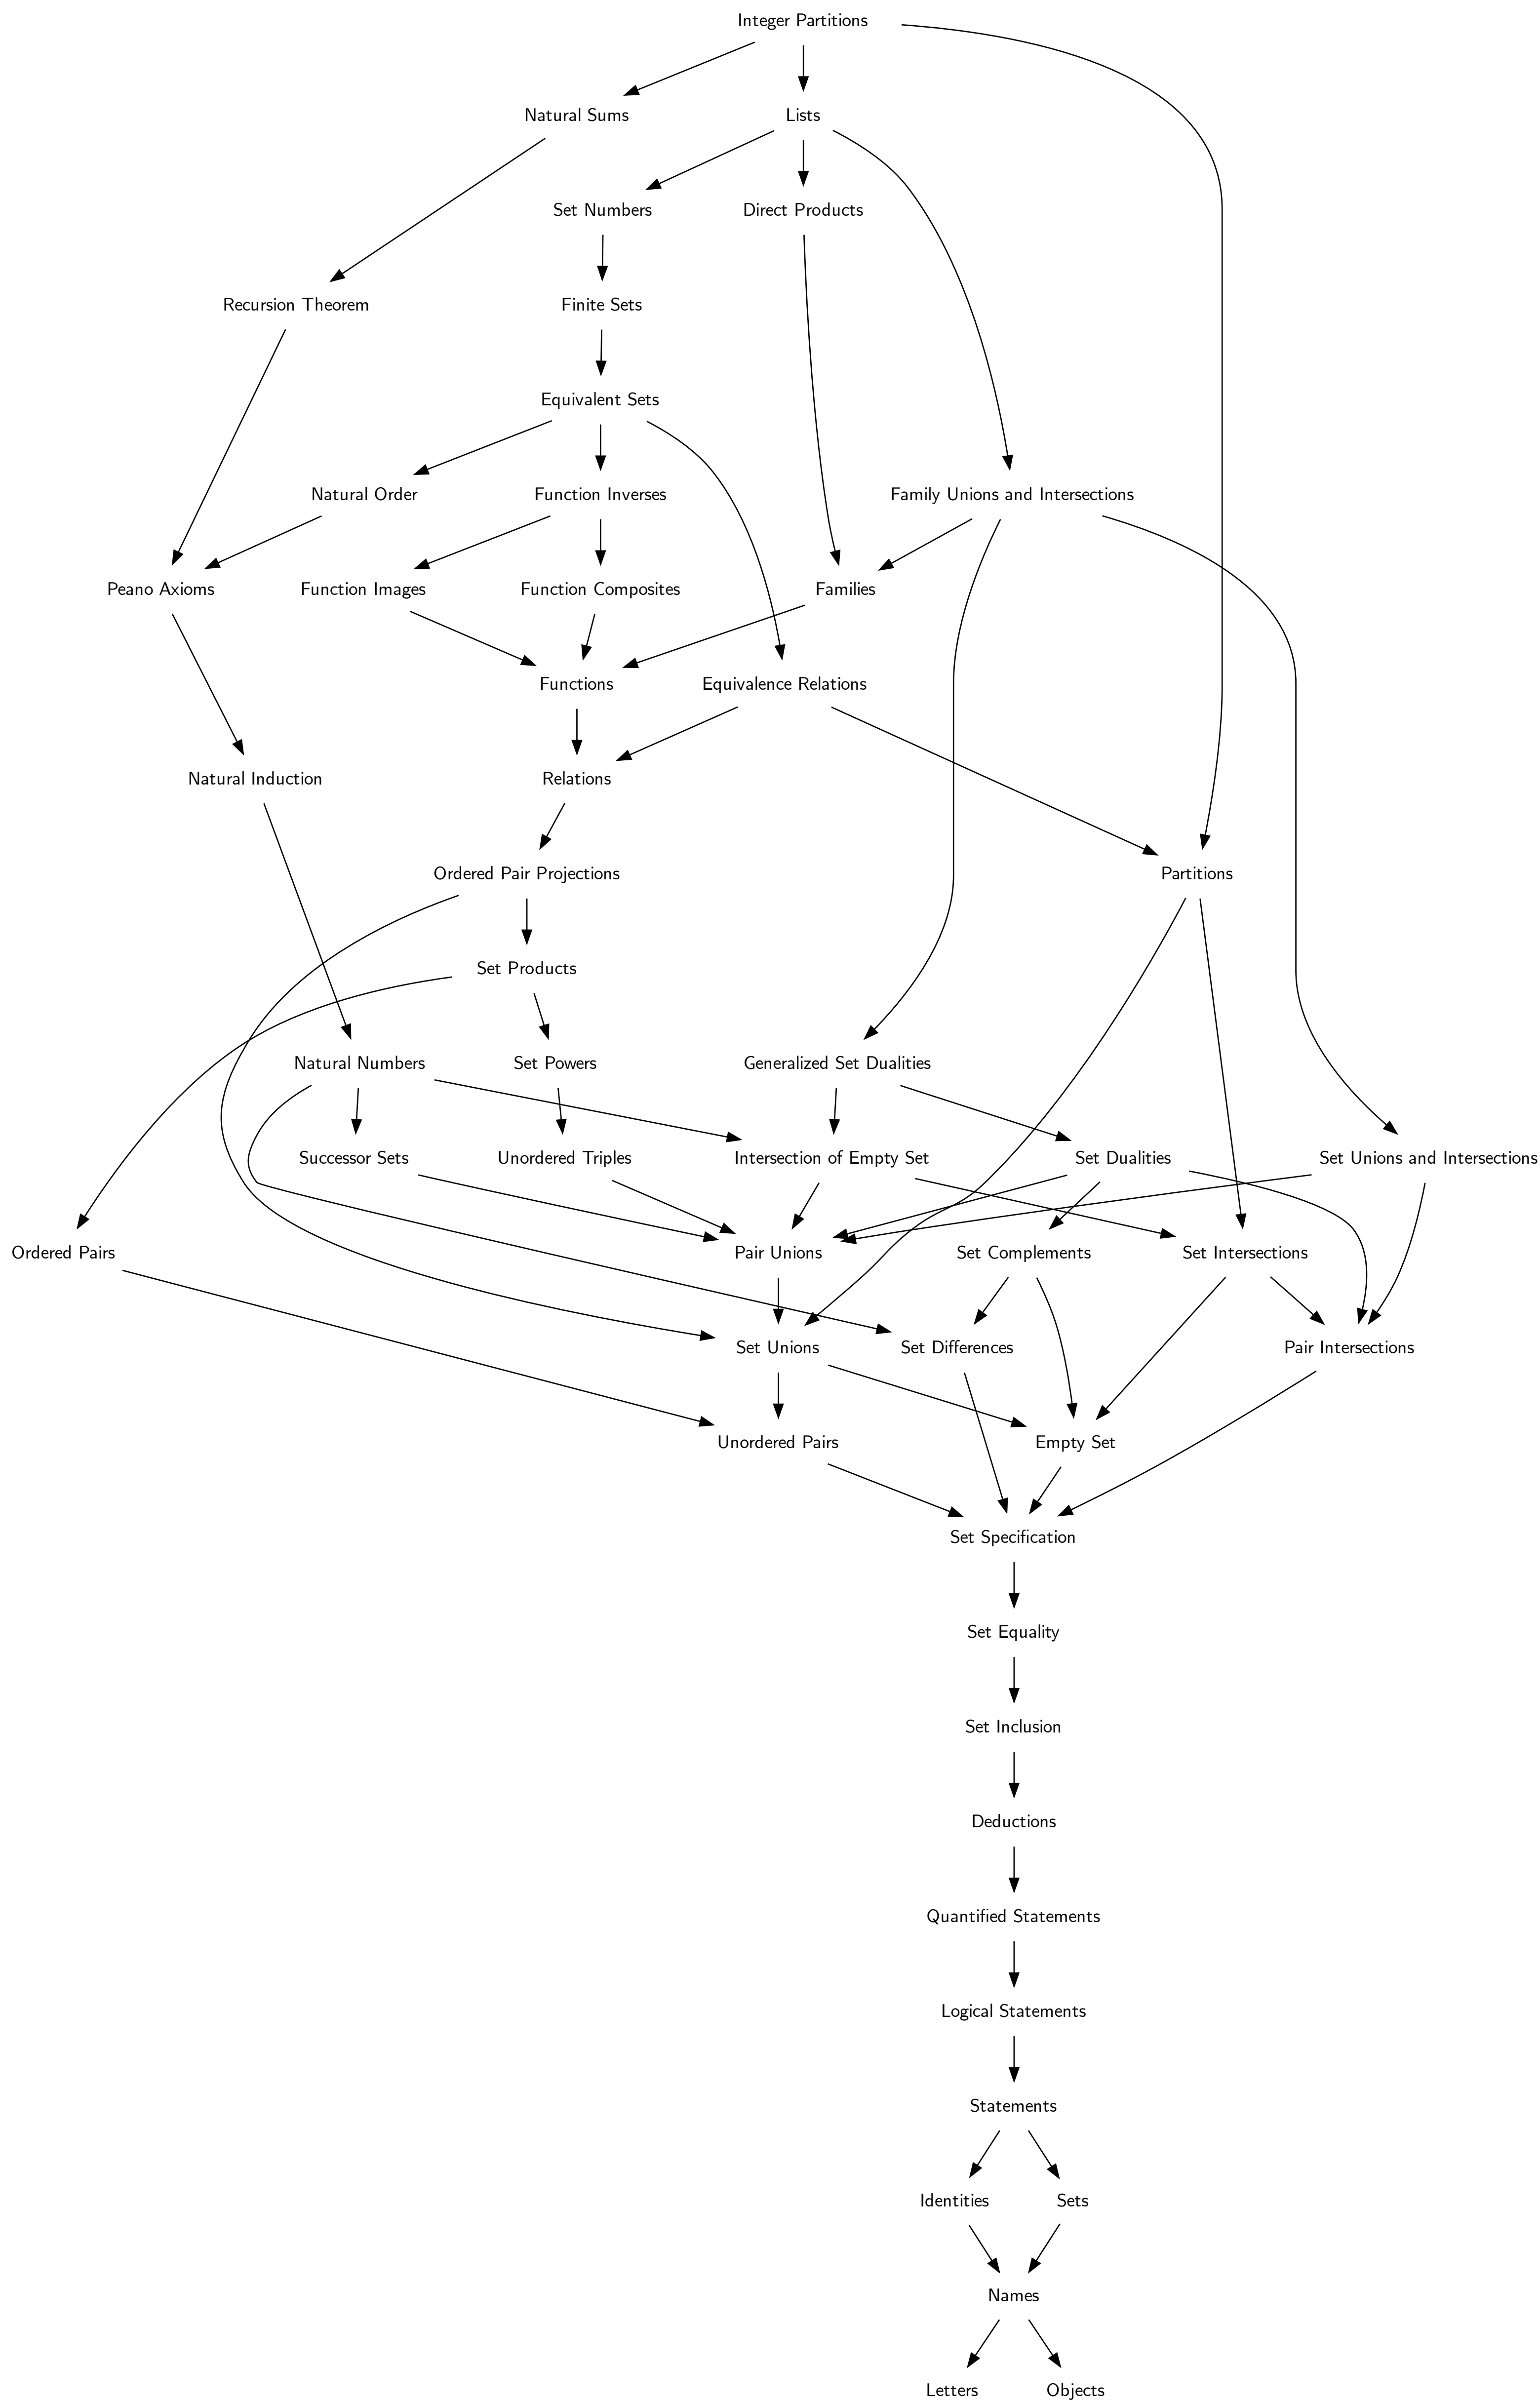 Integer Partitions
Natural Sums
Lists
Set Numbers
Direct Products
Recursion Theorem
Finite Sets
Equivalent Sets
Natural Order
Function Inverses
Family Unions and Intersections
Peano Axioms
Function Images
Function Composites
Families
Functions
Equivalence Relations
Natural Induction
Relations
Ordered Pair Projections
Partitions
Set Products
Natural Numbers
Set Powers
Generalized Set Dualities
Successor Sets
Unordered Triples
Intersection of Empty Set
Set Dualities
Set Unions and Intersections
Ordered Pairs
Pair Unions
Set Complements
Set Intersections
Set Unions
Set Differences
Pair Intersections
Unordered Pairs
Empty Set
Set Specification
Set Equality
Set Inclusion
Deductions
Quantified Statements
Logical Statements
Statements
Identities
Sets
Names
Letters
Objects